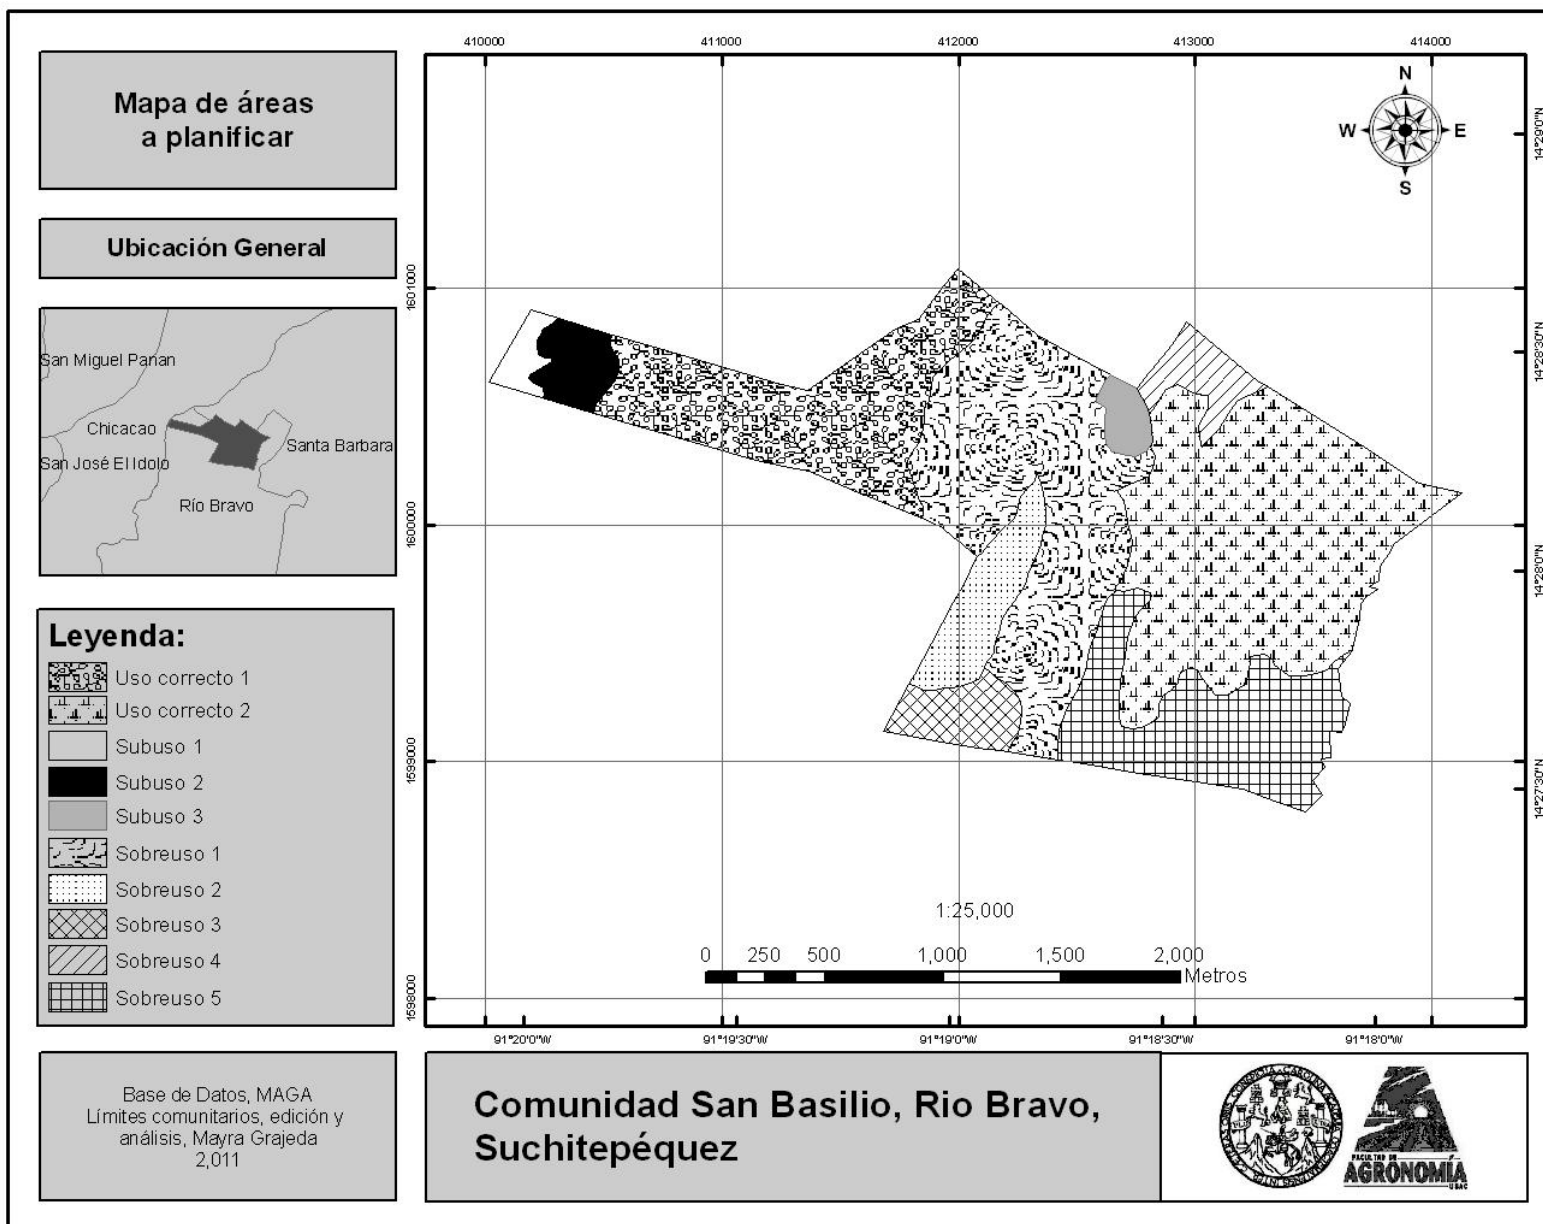 Mapa de áreas
a planificar
Ubicación General
San Miguel Panan
Chicacao
Santa Barbara
San José El Idolo
Río Bravo
Leyenda:
Uso correcto 1
Uso correcto 2
Subuso 1
Subuso 2
Subuso 3
Sobreuso 1
Sobreuso 2
Sobreuso 3
Sobreuso 4
Sobreuso 5
Base de Datos, MAGA
Límites comunitarios, edición y
análisis, Mayra Grajeda
2,011
410000 411000 412000 413000 414000
N
W E
S
1601000
1600000
1599000
1598000
14°29'0"N
14°28'30"N
14°28'0"N
14°27'30"N
1:25,000
0 250 500 1,000 1,500 2,000
Metros
91°20'0"W 91°19'30"W 91°19'0"W 91°18'30"W 91°18'0"W
Comunidad San Basilio, Rio Bravo,
Suchitepéquez
FACULTAD DE
AGRONOMÍA
USAC